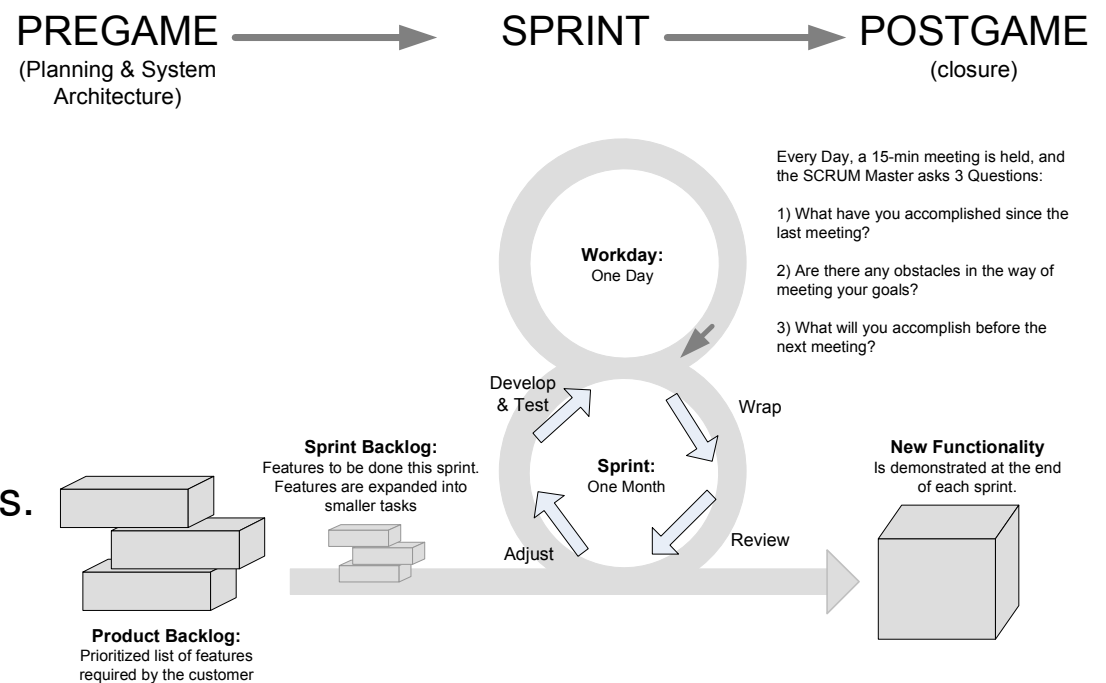 PREGAME
(Planning & System
Architecture)
SPRINT
POSTGAME
(closure)
Every Day, a 15-min meeting is held, and
the SCRUM Master asks 3 Questions:
1) What have you accomplished since the
last meeting?
2) Are there any obstacles in the way of
meeting your goals?
3) What will you accomplish before the
next meeting?
Workday:
One Day
Develop
& Test
Wrap
Sprint:
One Month
Adjust
Review
Sprint Backlog:
Features to be done this sprint.
Features are expanded into
smaller tasks
New Functionality
Is demonstrated at the end
of each sprint.
s.
Product Backlog:
Prioritized list of features
required by the customer